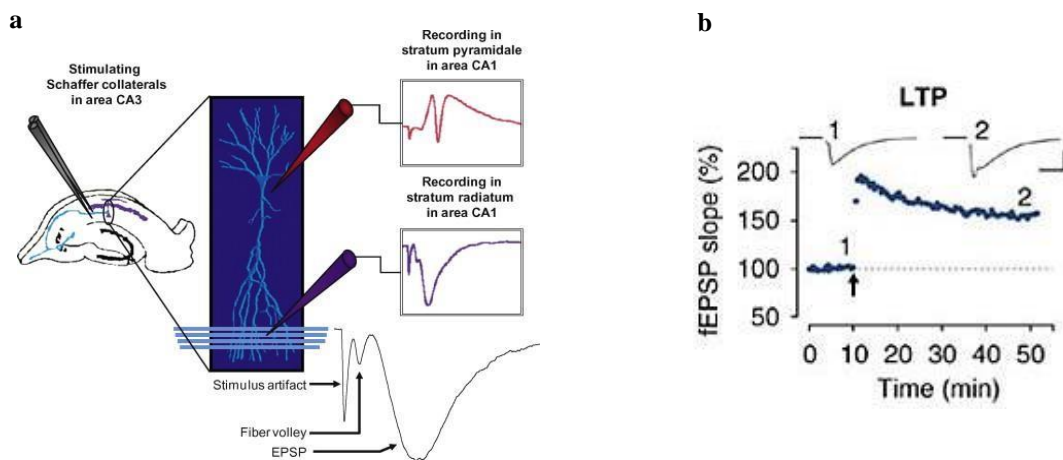 a
Stimulating
Schaffer collaterals
in area CA3
Recording in
stratum pyramidale
in area CA1
Recording in
stratum radiatum
in area CA1
Stimulus artifact
Fiber volley
EPSP
b
LTP
1
2
fEPSP slope (%)
200
150
100
50
1
2
0
10
20
30
40
50
Time (min)